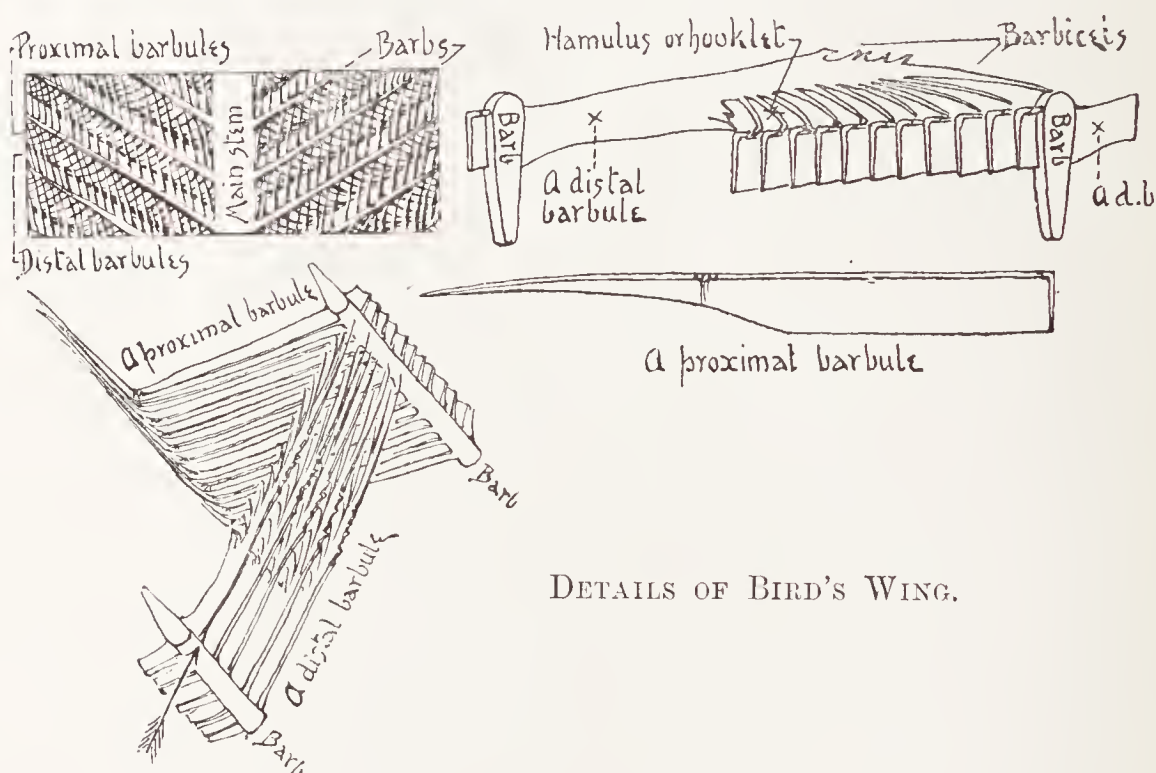 Proximal barbules
Barbs
Main stem
Distal barbules
Hamulus or hooklet
Barbiceis
Barb
a distal
barbule
Barb
a d.b
a proximal barbule
Barb
a distal barbule
Barb
a proximal barbule
DETAILS OF BIRD'S WING.